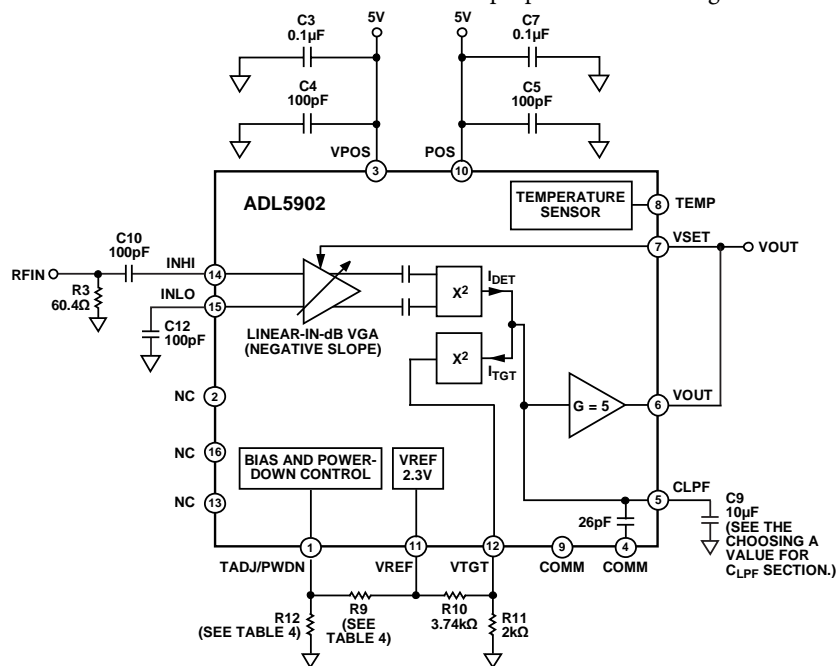 5V
5V
C3
0.1µF
C7
0.1µF
C4
100pF
C5
100pF
VPOS
POS
3
10
ADL5902
TEMPERATURE
SENSOR
8
TEMP
7
VSET
VOUT
C10
100pF
RFIN
INHI
14
R3
60.4Ω
INLO
15
C12
100pF
LINEAR-IN-dB VGA
(NEGATIVE SLOPE)
X2
IDET
X2
ITGT
G = 5
VOUT
6
NC
2
NC
16
NC
13
BIAS AND POWER-
DOWN CONTROL
VREF
2.3V
26pF
5
CLPF
C9
10µF
(SEE THE
CHOOSING A
VALUE FOR
CLPF SECTION.)
1
11
12
9
4
TADJ/PWDN
VREF
VTGT
COMM
COMM
R12
(SEE TABLE 4)
R9
(SEE
TABLE 4)
R10
3.74kΩ
R11
2kΩ